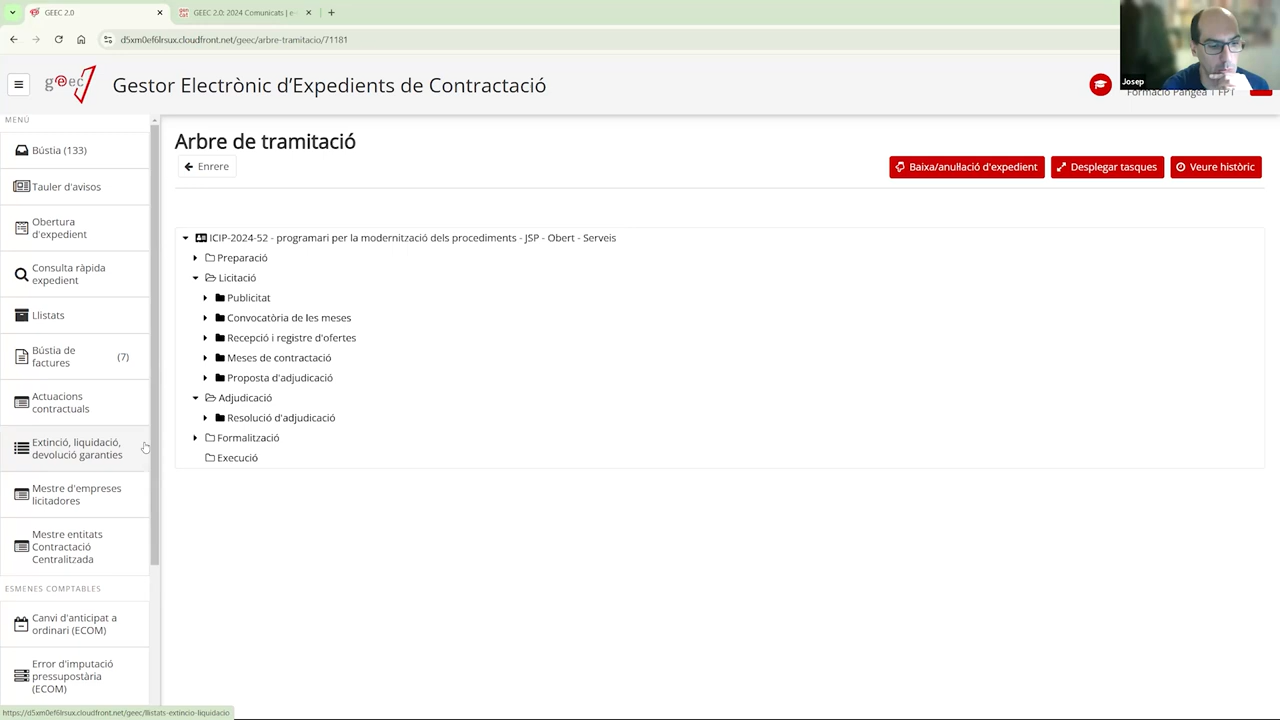 GEEC 2.0
GEEC 2.0: 2024 Comunicats | e-
d5xm0ef6lrsux.cloudfront.net/geec/arbre-tramitacio/71181
Josep
geec
Gestor Electrònic d'Expedients de Contractació
Formació Pangea 1 FPT
MENÚ
Bústia (133)
Tauler d'avisos
Obertura
d'expedient
Consulta ràpida
expedient
Llistats
Bústia de
factures
(7)
Actuacions
contractuals
Extinció, liquidació,
devolució garanties
Mestre d'empreses
licitadores
Mestre entitats
Contractació
Centralitzada
ESMENES COMPTABLES
Canvi d'anticipat a
ordinari (ECOM)
Error d'imputació
pressupostària
(ECOM)
Arbre de tramitació
Enrere
Baixa/anul·lació d'expedient
Desplegar tasques
Veure històric
ICIP-2024-52 - programari per la modernització dels procediments - JSP - Obert - Serveis
Preparació
Licitació
Publicitat
Convocatòria de les meses
Recepció i registre d'ofertes
Meses de contractació
Proposta d'adjudicació
Adjudicació
Resolució d'adjudicació
Formalització
Execució
https://d5xm0ef6lrsux.cloudfront.net/geec/llistats-extincio-liquidacio